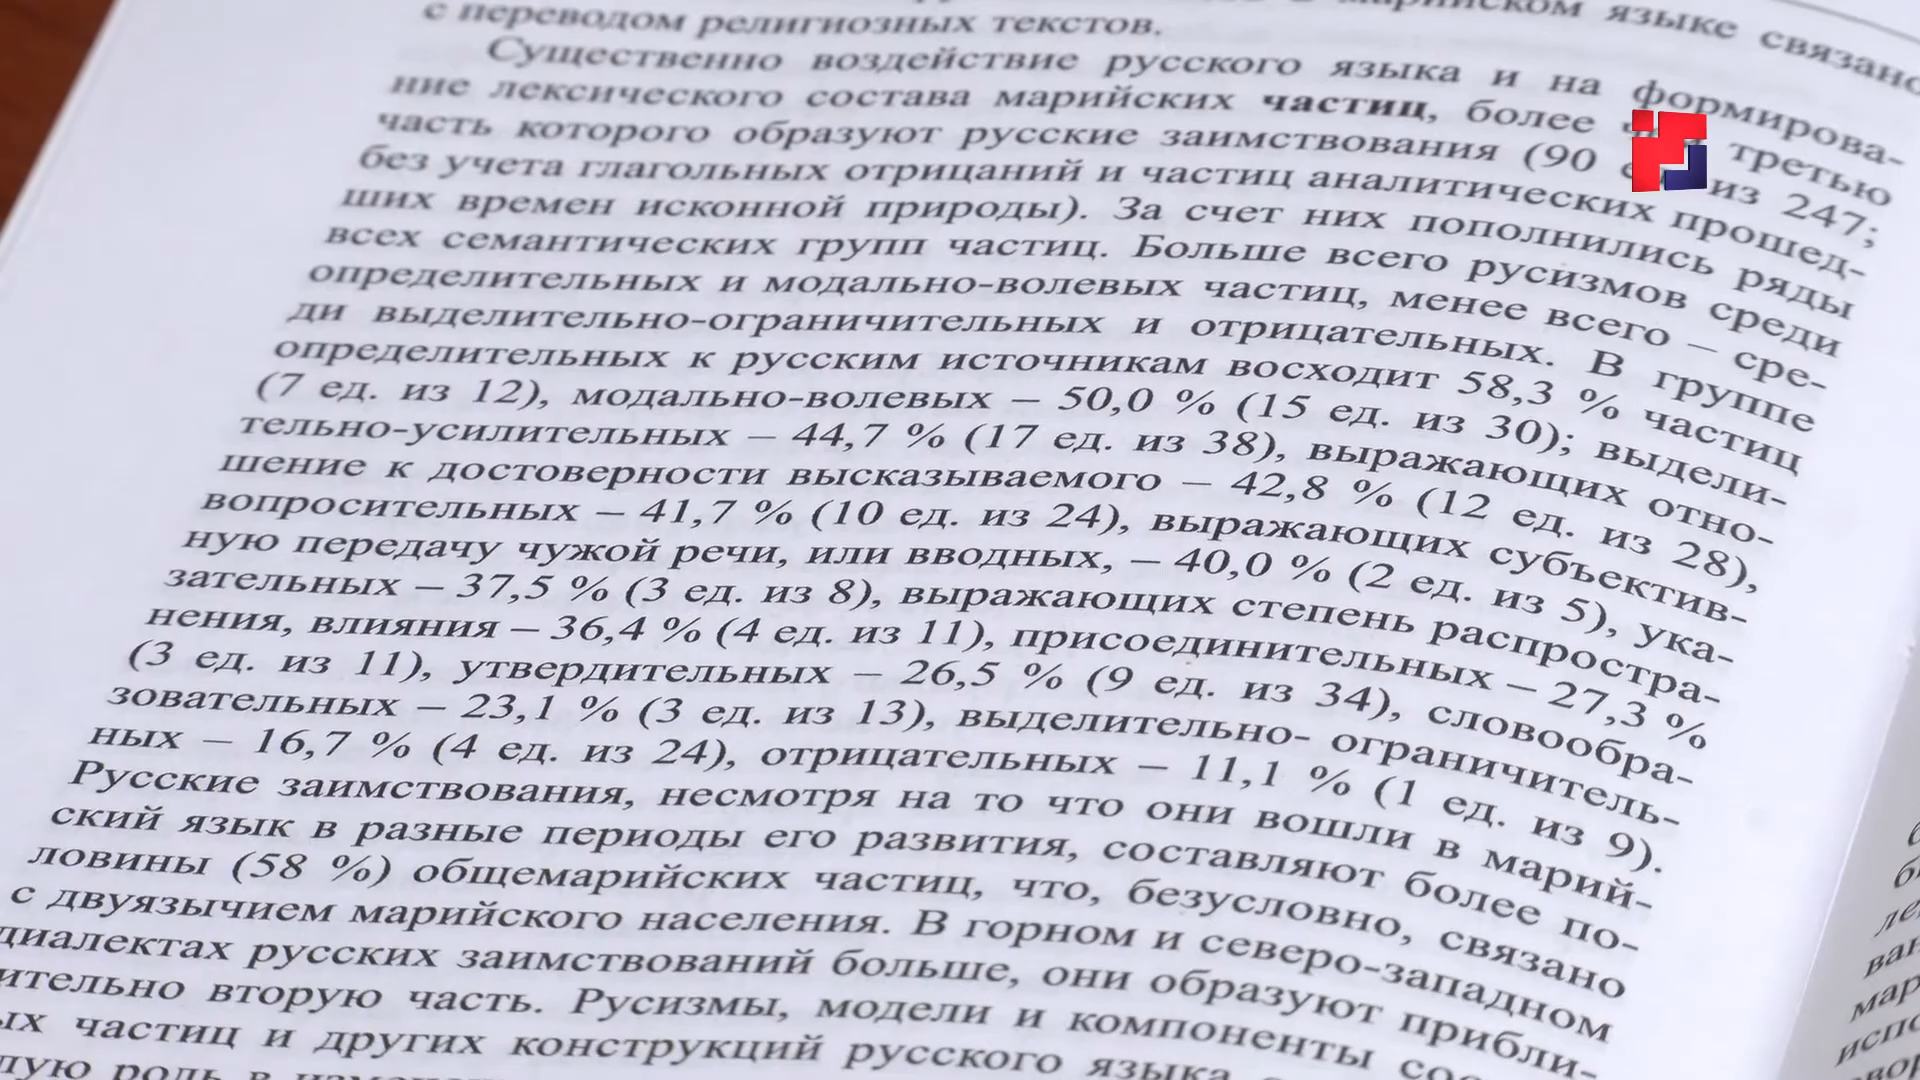 марийском языке связано
с переводом религиозных текстов.
Существенно воздействие русского языка и на формирова-
ние лексического состава марийских частиц, более третью
часть которого образуют русские заимствования (90 из 247;
без учета глагольных отрицаний и частиц аналитических прошед-
ших времен исконной природы). За счет них пополнились ряды
всех семантических групп частиц. Больше всего русизмов среди
определительных и модально-волевых частиц, менее всего – сре-
ди выделительно-ограничительных и отрицательных. В группе
определительных к русским источникам восходит 58,3 % частиц
(7 ед. из 12), модально-волевых – 50,0 % (15 ед. из 30); выдели-
тельно-усилительных – 44,7 % (17 ед. из 38), выражающих отно-
шение к достоверности высказываемого – 42,8 % (12 ед. из 28),
вопросительных – 41,7 % (10 ед. из 24), выражающих субъектив-
ную передачу чужой речи, или вводных, – 40,0 % (2 ед. из 5), ука-
зательных – 37,5 % (3 ед. из 8), выражающих степень распростра-
нения, влияния – 36,4 % (4 ед. из 11), присоединительных – 27,3 %
(3 ед. из 11), утвердительных – 26,5 % (9 ед. из 34), словообра-
зовательных – 23,1 % (3 ед. из 13), выделительно- ограничитель-
ных – 16,7 % (4 ед. из 24), отрицательных – 11,1 % (1 ед. из 9).
Русские заимствования, несмотря на то что они вошли в марий-
ский язык в разные периоды его развития, составляют более по-
ловины (58 %) общемарийских частиц, что, безусловно, связано
с двуязычием марийского населения. В горном и северо-западном
диалектах русских заимствований больше, они образуют прибли-
ительно вторую часть. Русизмы, модели и компоненты
ых частиц и других конструкций русского языка
роль в